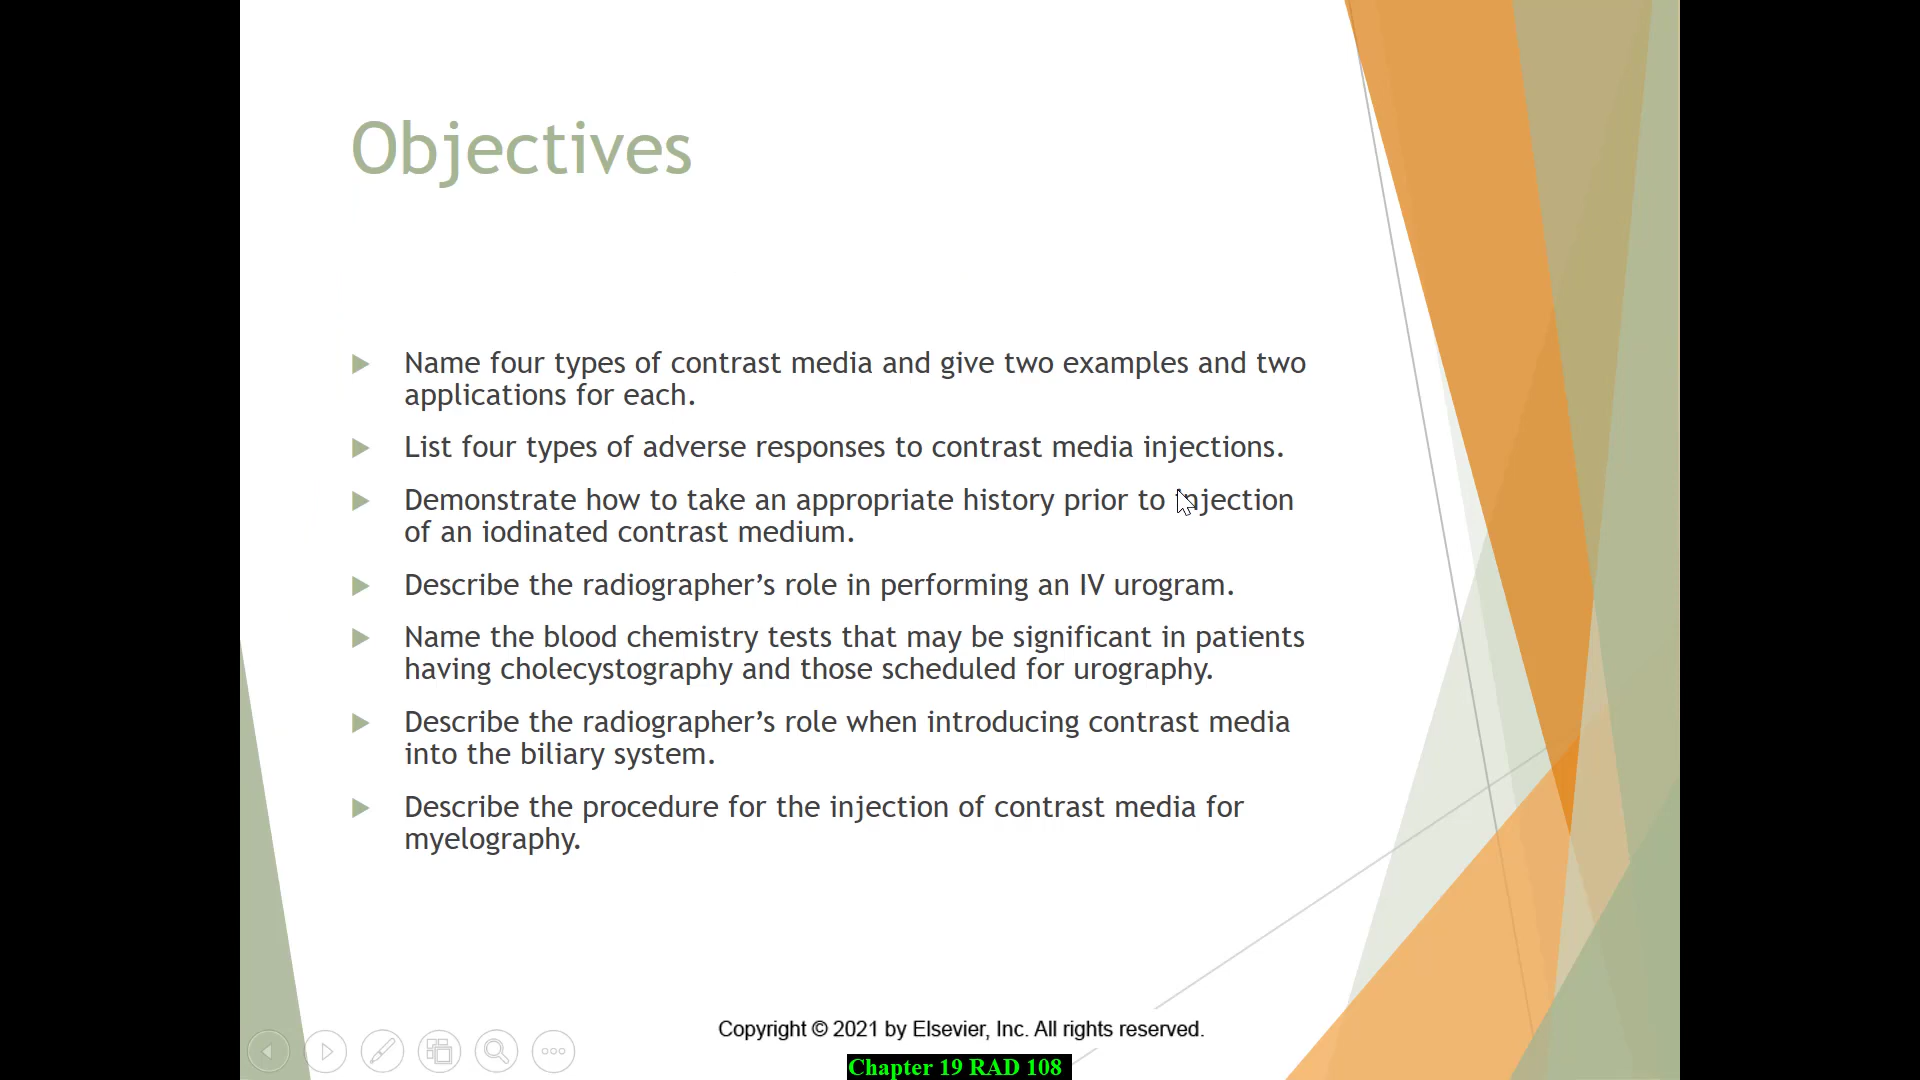 Objectives
Name four types of contrast media and give two examples and two
applications for each.
List four types of adverse responses to contrast media injections.
Demonstrate how to take an appropriate history prior to injection
of an iodinated contrast medium.
Describe the radiographer’s role in performing an IV urogram.
Name the blood chemistry tests that may be significant in patients
having cholecystography and those scheduled for urography.
Describe the radiographer’s role when introducing contrast media
into the biliary system.
Describe the procedure for the injection of contrast media for
myelography.
Copyright © 2021 by Elsevier, Inc. All rights reserved.
Chapter 19 RAD 108